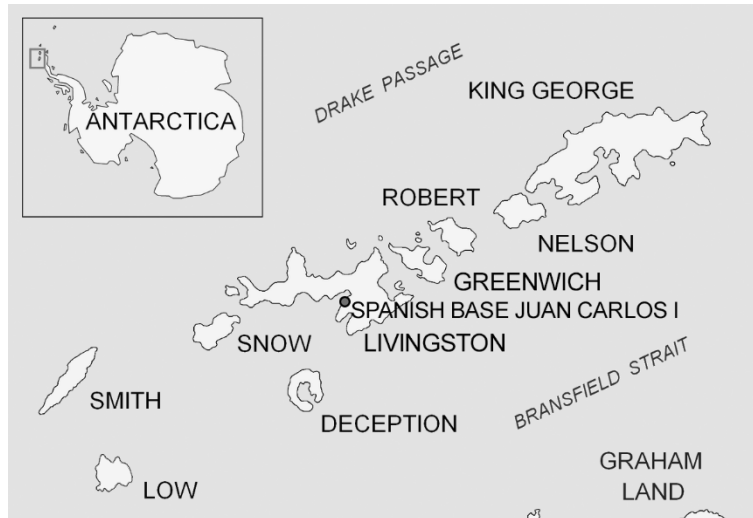 ANTARCTICA
DRAKE PASSAGE
KING GEORGE
ROBERT
NELSON
GREENWICH
SPANISH BASE JUAN CARLOS I
SNOW
LIVINGSTON
SMITH
DECEPTION
BRANSFIELD STRAIT
LOW
GRAHAM
LAND